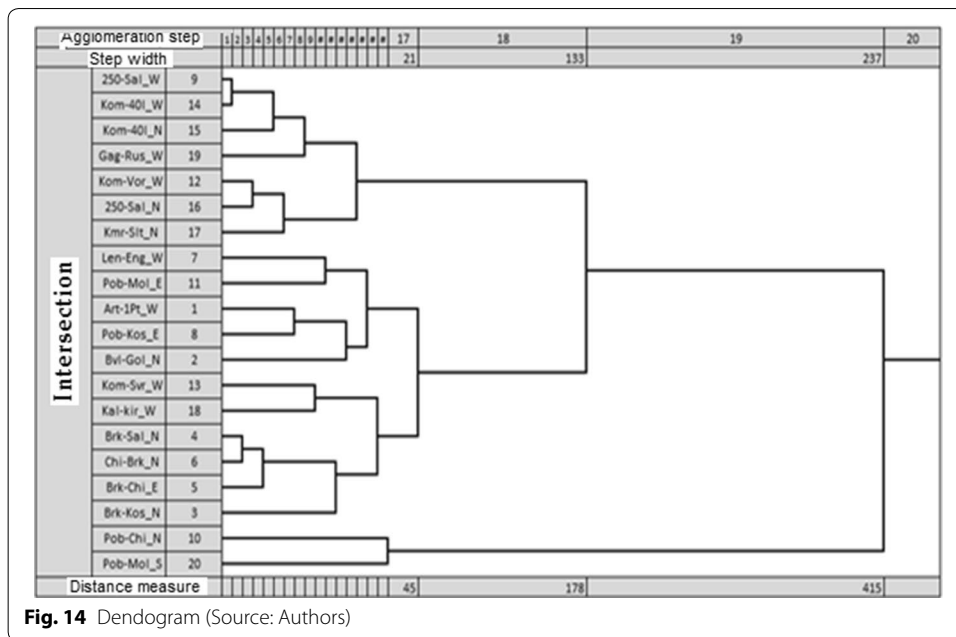 Agglomeration step 1 2 3 4 5 6 7 8 9 # # # # # # # 17 18 19 20
Step width 21 133 237
Intersection
250-Sal_W 9
Kom-40l_W 14
Kom-40l_N 15
Gag-Rus_W 19
Kom-Vor_W 12
250-Sal_N 16
Kmr-Slt_N 17
Len-Eng_W 7
Pob-Mol_E 11
Art-1Pt_W 1
Pob-Kos_E 8
Bvl-Gol_N 2
Kom-Svr_W 13
Kal-kir_W 18
Brk-Sal_N 4
Chi-Brk_N 6
Brk-Chi_E 5
Brk-Kos_N 3
Pob-Chi_N 10
Pob-Mol_S 20
Distance measure 45 178 415
Fig. 14 Dendogram (Source: Authors)